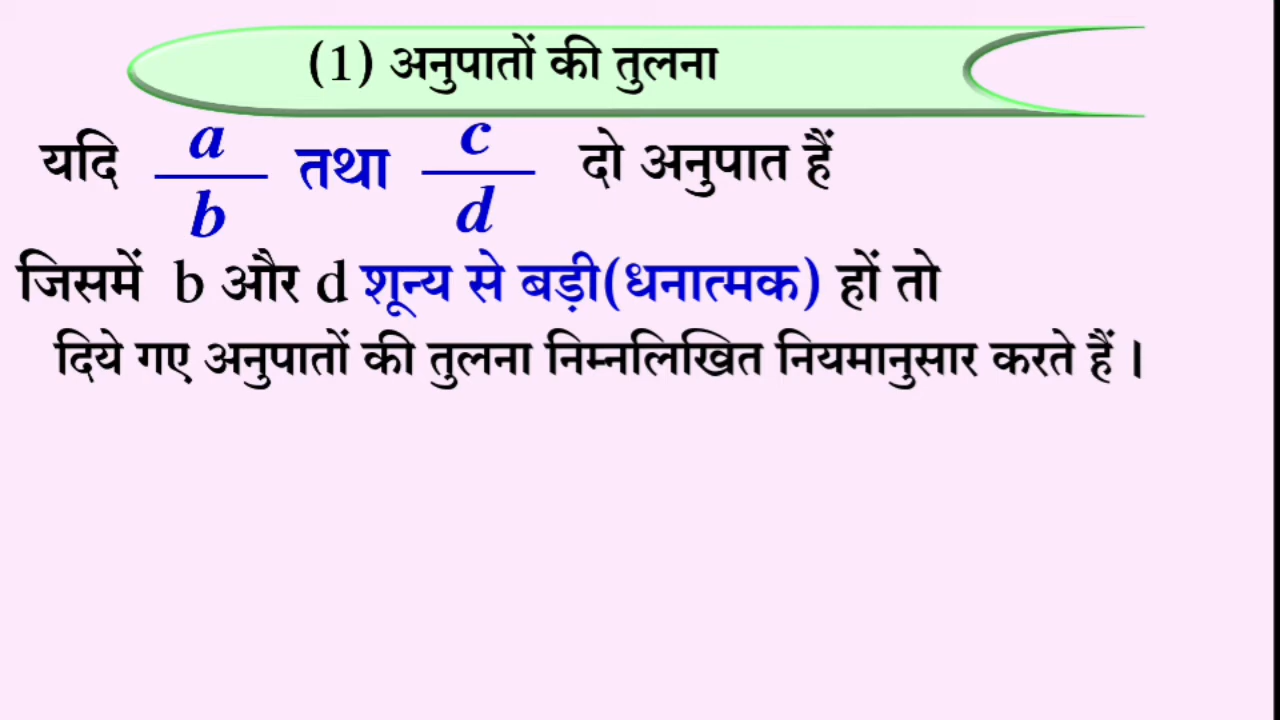 (1) अनुपातों की तुलना
यदि a/b तथा c/d दो अनुपात हैं
जिसमें b और d शून्य से बड़ी(धनात्मक) हों तो
दिये गए अनुपातों की तुलना निम्नलिखित नियमानुसार करते हैं ।